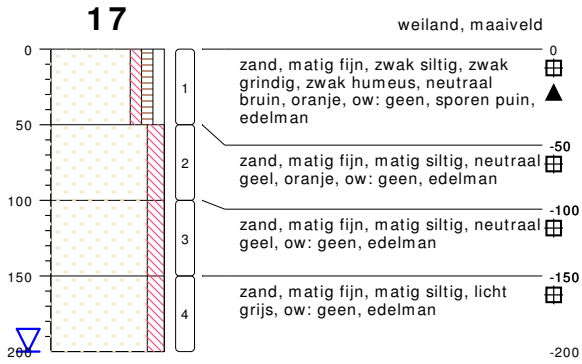 17
weiland, maaiveld
0
0
zand, matig fijn, zwak siltig, zwak
grindig, zwak humeus, neutraal
bruin, oranje, ow: geen, sporen puin,
edelman
1
50
-50
zand, matig fijn, matig siltig, neutraal
geel, oranje, ow: geen, edelman
2
100
-100
zand, matig fijn, matig siltig, neutraal
geel, ow: geen, edelman
3
150
-150
zand, matig fijn, matig siltig, licht
grijs, ow: geen, edelman
4
200
-200